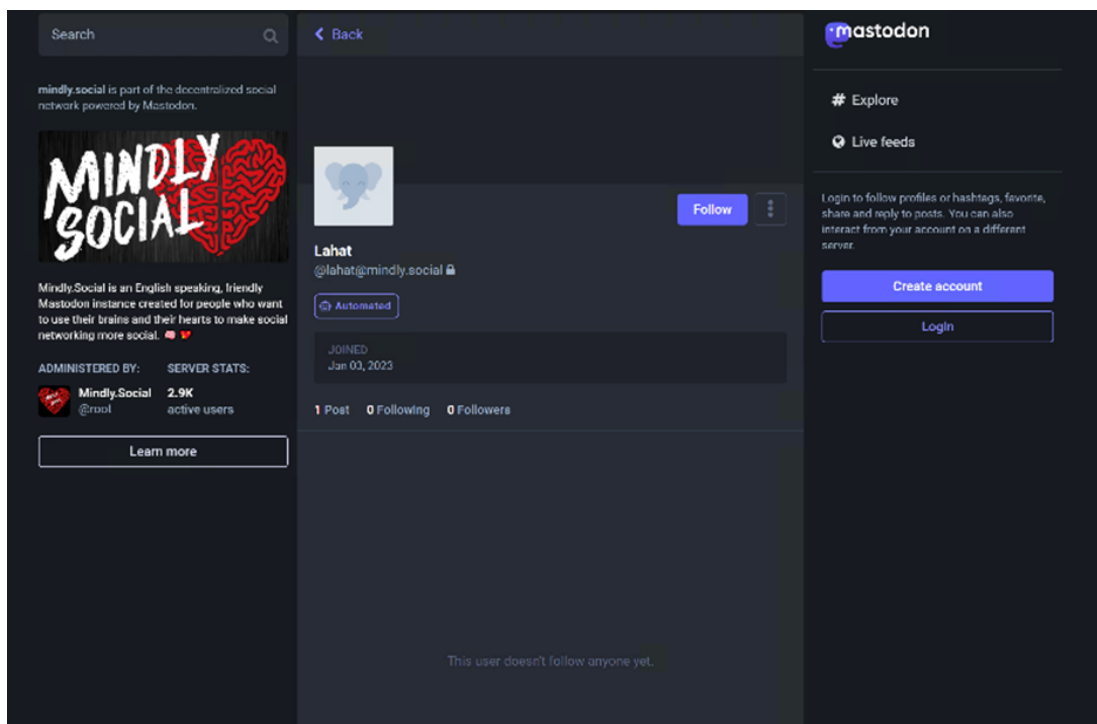 Search
mindly.social is part of the decentralized social
network powered by Mastodon.
MINDLY
SOCIAL
Mindly.Social is an English speaking, friendly
Mastodon instance created for people who want
to use their brains and their hearts to make social
networking more social.
ADMINISTERED BY:
SERVER STATS:
Mindly.Social
@root
2.9K
active users
Learn more
Back
Follow
Lahat
@lahat@mindly.social
Automated
JOINED
Jan 03, 2023
1 Post 0 Following 0 Followers
This user doesn't follow anyone yet.
mastodon
# Explore
Live feeds
Login to follow profiles or hashtags, favorite,
share and reply to posts. You can also
interact from your account on a different
server.
Create account
Login